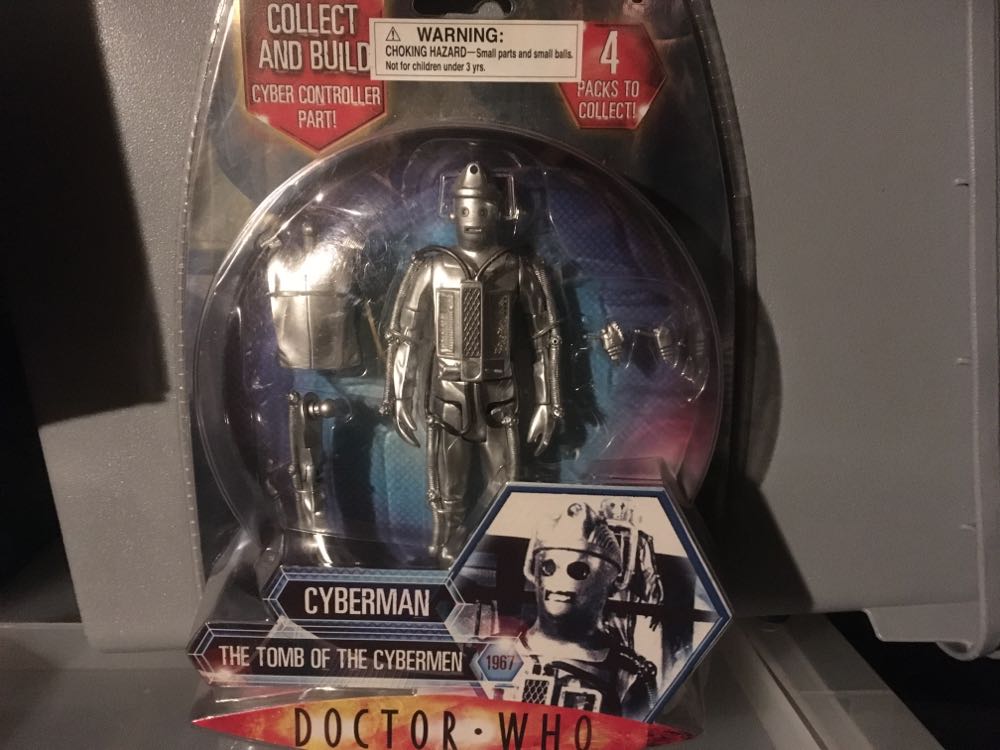 COLLECT
AND BUILD
CYBER CONTROLLER
PART!
WARNING:
CHOKING HAZARD—Small parts and small balls.
Not for children under 3 yrs.
4
PACKS TO
COLLECT!
CYBERMAN
THE TOMB OF THE CYBERMEN
1967
DOCTOR · WHO